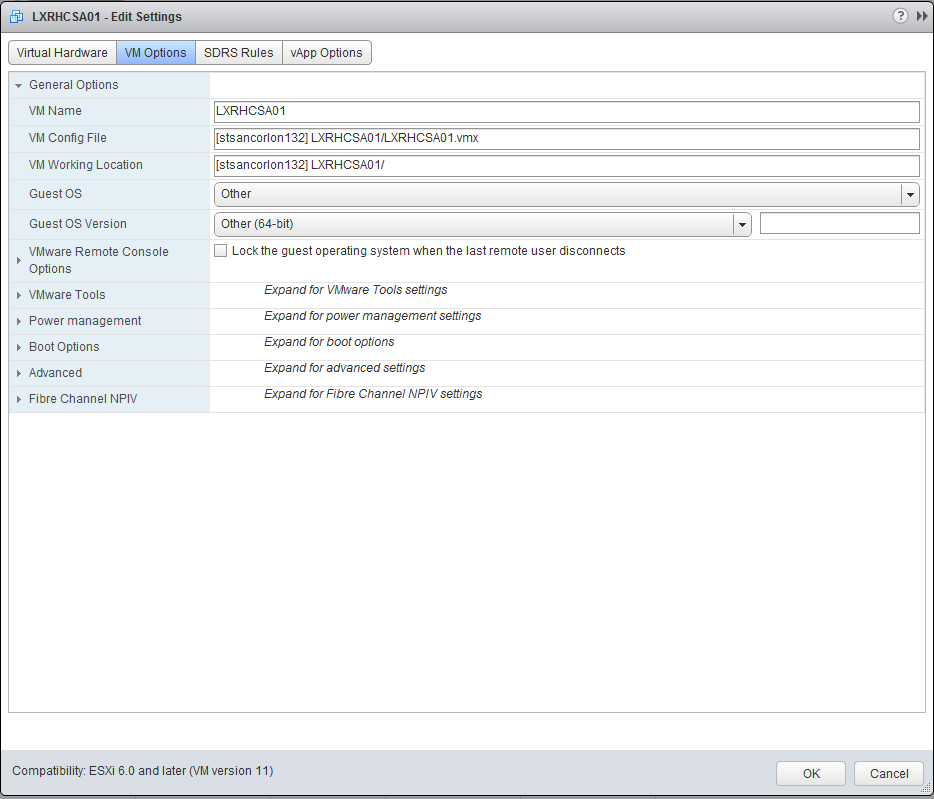 LXRHCSA01 - Edit Settings
?
Virtual Hardware VM Options SDRS Rules vApp Options
General Options
VM Name LXRHCSA01
VM Config File [stsancorlon132] LXRHCSA01/LXRHCSA01.vmx
VM Working Location [stsancorlon132] LXRHCSA01/
Guest OS Other
Guest OS Version Other (64-bit)
VMware Remote Console Lock the guest operating system when the last remote user disconnects
Options
VMware Tools Expand for VMware Tools settings
Power management Expand for power management settings
Boot Options Expand for boot options
Advanced Expand for advanced settings
Fibre Channel NPIV Expand for Fibre Channel NPIV settings
Compatibility: ESXi 6.0 and later (VM version 11)
OK Cancel